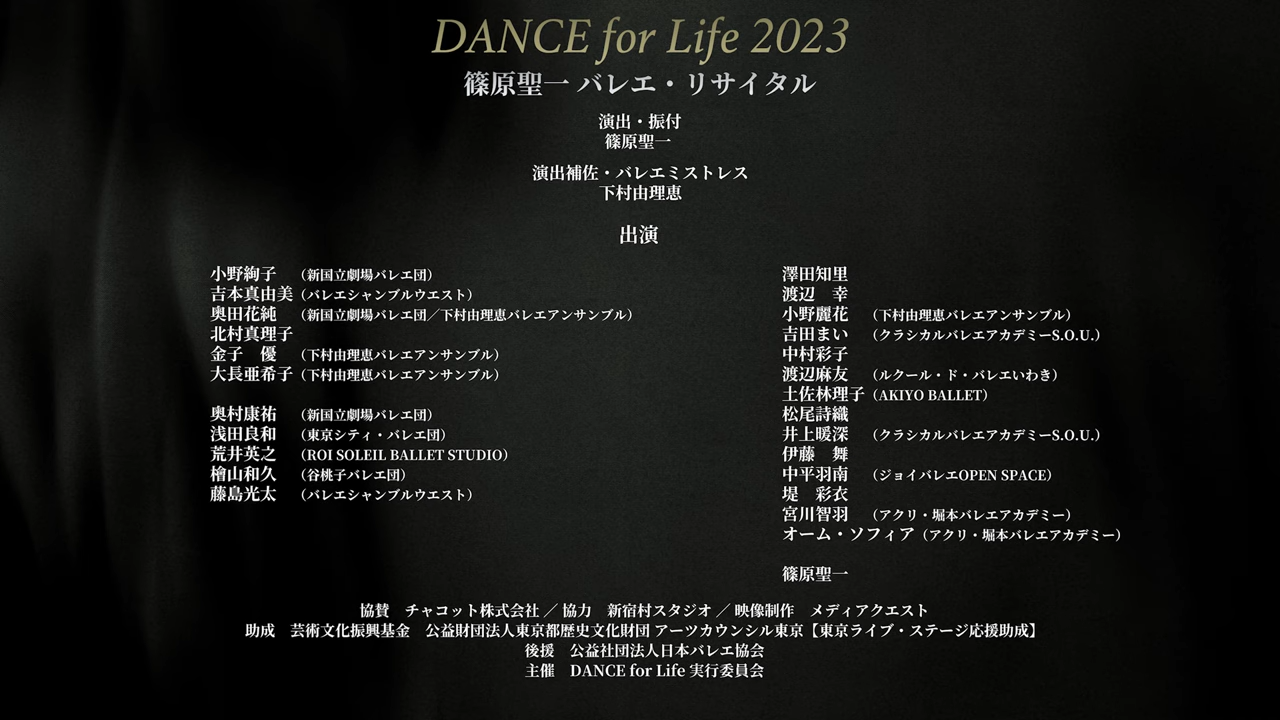 DANCE for Life 2023
篠原聖一 バレエ・リサイタル
演出・振付
篠原聖一
演出補佐・バレエミストレス
下村由理恵
出演
小野絢子 （新国立劇場バレエ団）
吉本真由美（バレエシャンブルウエスト）
奥田花純 （新国立劇場バレエ団／下村由理恵バレエアンサンブル）
北村真理子
金子　優 （下村由理恵バレエアンサンブル）
大長亜希子（下村由理恵バレエアンサンブル）
奥村康祐 （新国立劇場バレエ団）
浅田良和 （東京シティ・バレエ団）
荒井英之 （ROI SOLEIL BALLET STUDIO）
檜山和久 （谷桃子バレエ団）
藤島光太 （バレエシャンブルウエスト）
澤田知里
渡辺　幸
小野麗花 （下村由理恵バレエアンサンブル）
吉田まい （クラシカルバレエアカデミーS.O.U.）
中村彩子
渡辺麻友 （ルクール・ド・バレエいわき）
土佐林理子（AKIYO BALLET）
松尾詩織
井上暖深 （クラシカルバレエアカデミーS.O.U.）
伊藤　舞
中平羽南 （ジョイバレエOPEN SPACE）
堤　彩衣
宮川智羽 （アクリ・堀本バレエアカデミー）
オーム・ソフィア（アクリ・堀本バレエアカデミー）
篠原聖一
協賛　チャコット株式会社 ／ 協力　新宿村スタジオ ／ 映像制作　メディアクエスト
助成　芸術文化振興基金　公益財団法人東京都歴史文化財団 アーツカウンシル東京【東京ライブ・ステージ応援助成】
後援　公益社団法人日本バレエ協会
主催　DANCE for Life 実行委員会